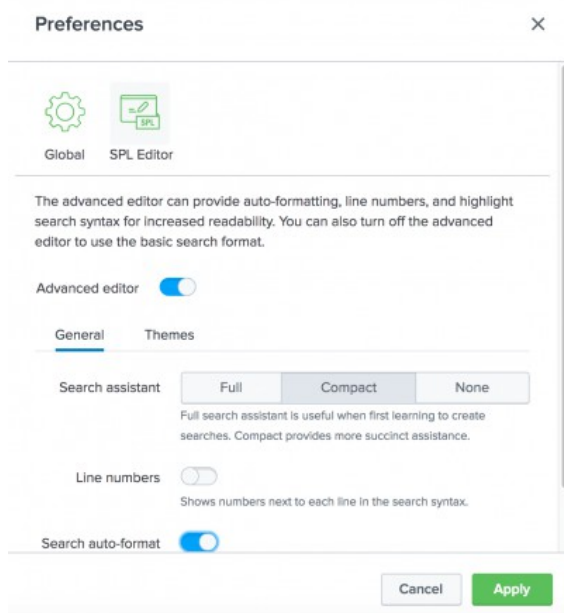 Preferences
SPL
Global SPL Editor
The advanced editor can provide auto-formatting, line numbers, and highlight
search syntax for increased readability. You can also turn off the advanced
editor to use the basic search format.
Advanced editor
General Themes
Search assistant Full Compact None
Full search assistant is useful when first learning to create
searches. Compact provides more succinct assistance.
Line numbers
Shows numbers next to each line in the search syntax.
Search auto-format
Cancel Apply